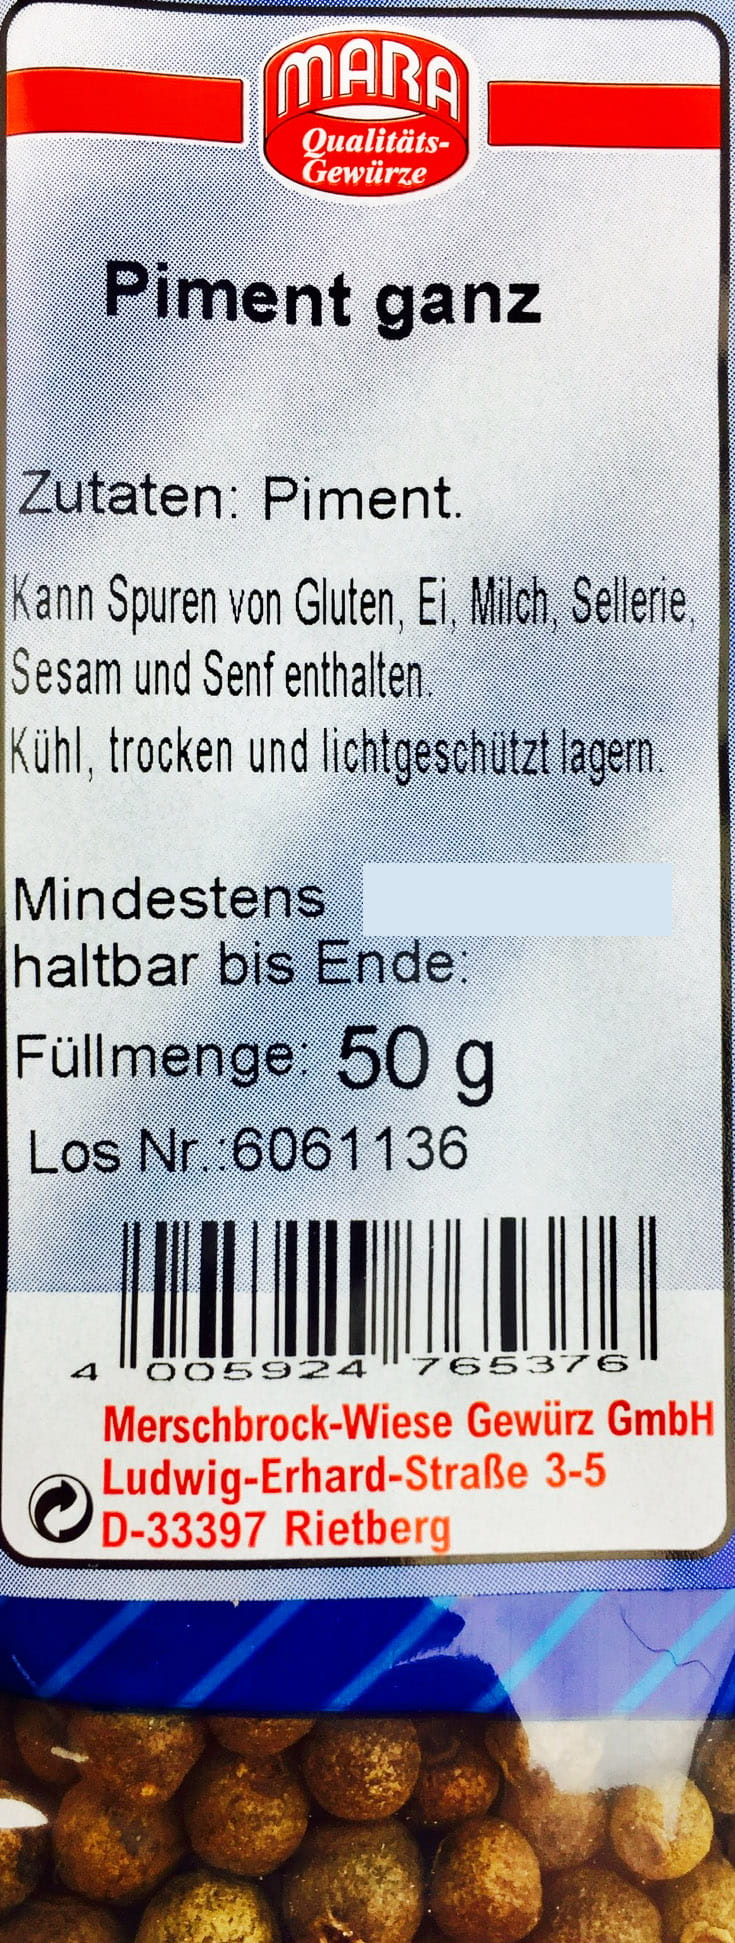 MARA
Qualitäts-
Gewürze
Piment ganz
Zutaten: Piment.
Kann Spuren von Gluten, Ei, Milch, Sellerie,
Sesam und Senf enthalten.
Kühl, trocken und lichtgeschützt lagern.
Mindestens
haltbar bis Ende:
Füllmenge: 50 g
Los Nr.:6061136
4 005924 765376
Merschbrock-Wiese Gewürz GmbH
Ludwig-Erhard-Straße 3-5
D-33397 Rietberg